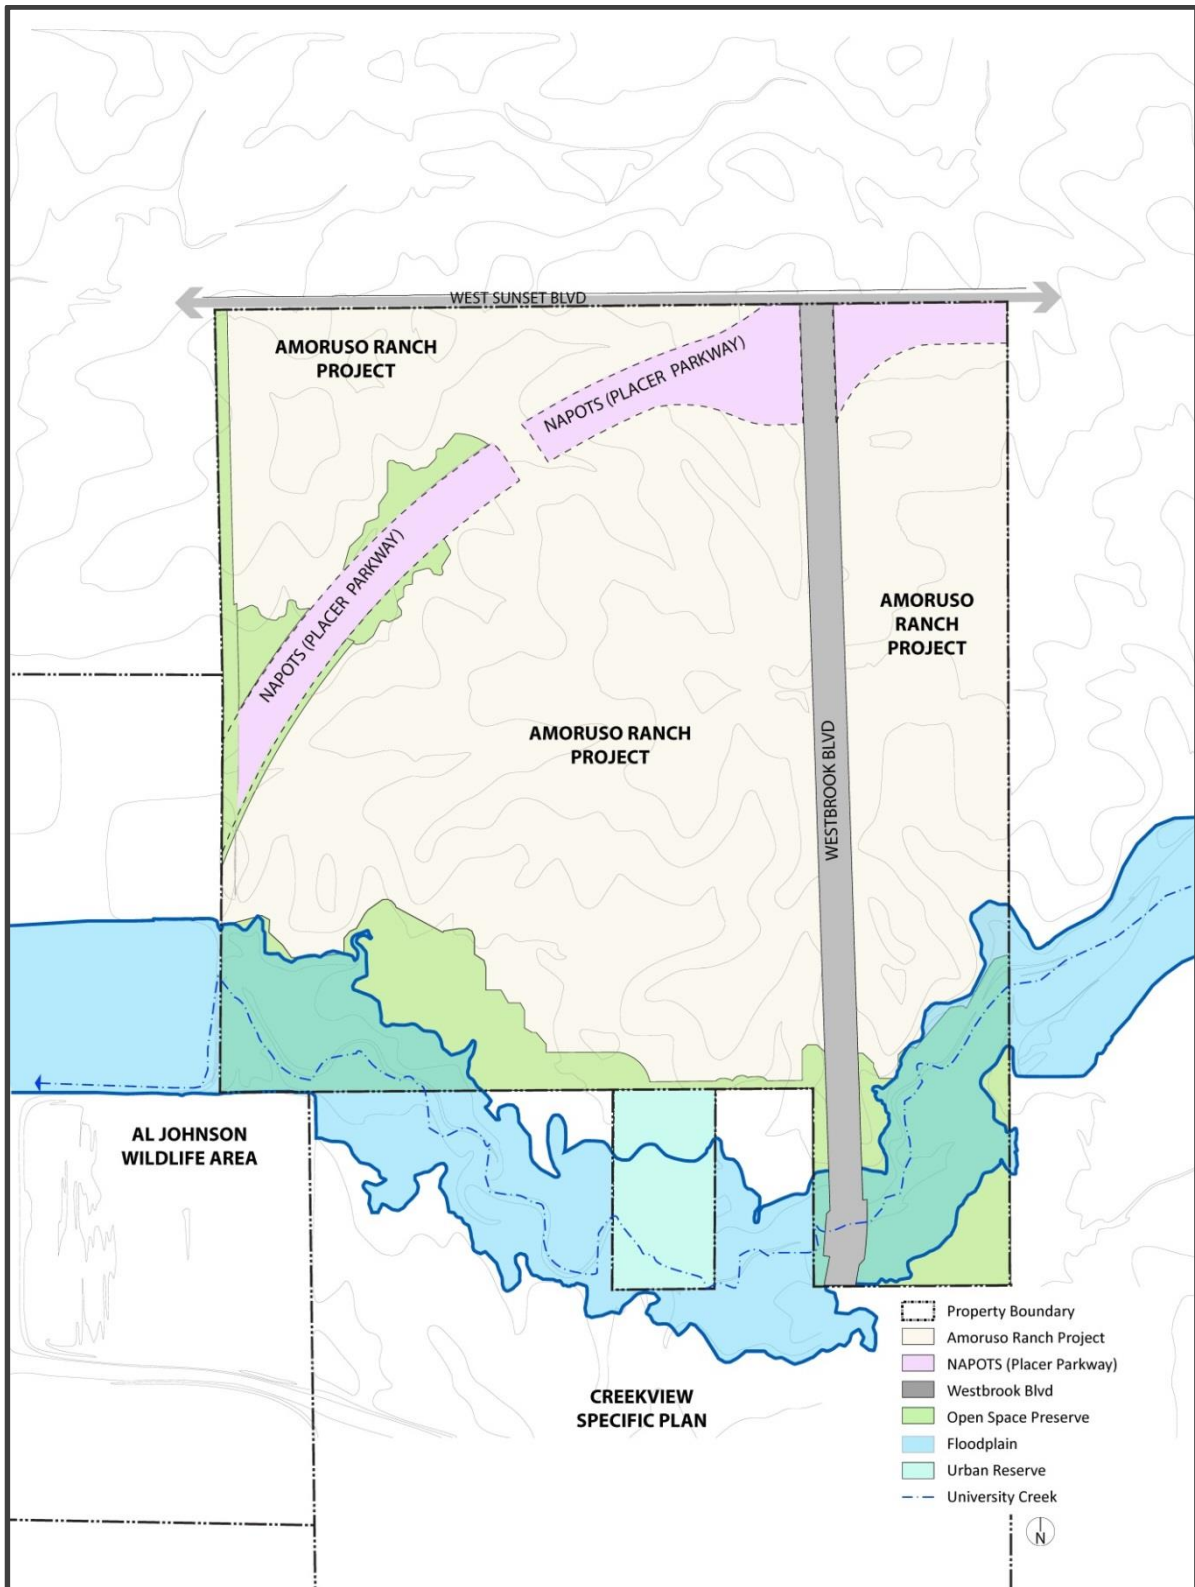 WEST SUNSET BLVD
AMORUSO RANCH
PROJECT
NAPOTS (PLACER PARKWAY)
NAPOTS (PLACER PARKWAY)
AMORUSO
RANCH
PROJECT
AMORUSO RANCH
PROJECT
WESTBROOK BLVD
AL JOHNSON
WILDLIFE AREA
CREEKVIEW
SPECIFIC PLAN
Property Boundary
Amoruso Ranch Project
NAPOTS (Placer Parkway)
Westbrook Blvd
Open Space Preserve
Floodplain
Urban Reserve
University Creek
N